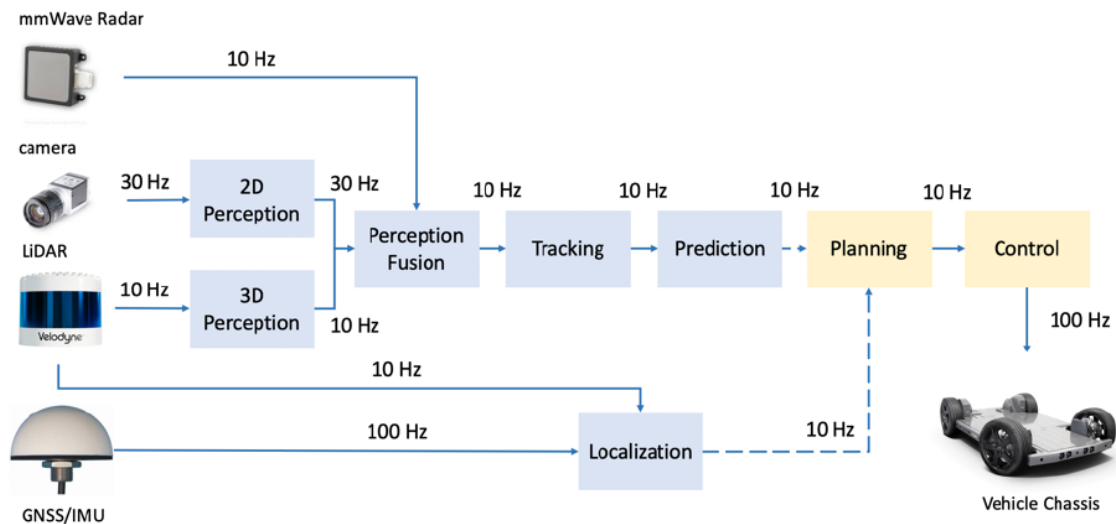 mmWave Radar
10 Hz
camera
30 Hz
2D
Perception
30 Hz
LiDAR
10 Hz
Velodyne
3D
Perception
10 Hz
Perception
Fusion
10 Hz
Tracking
10 Hz
Prediction
10 Hz
Planning
10 Hz
Control
100 Hz
10 Hz
100 Hz
Localization
10 Hz
GNSS/IMU
Vehicle Chassis